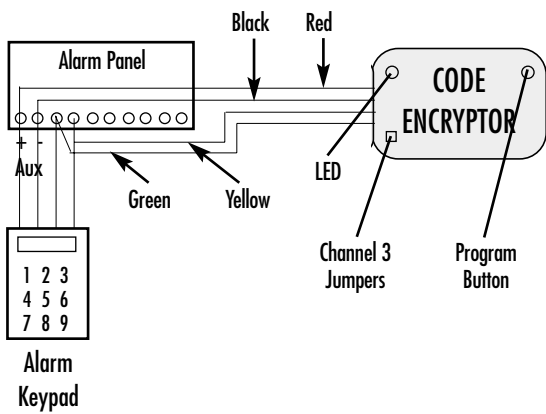 Black Red
Alarm Panel
CODE
ENCRYPTOR
+ -
Aux
Green
Yellow
LED
Channel 3
Jumpers
Program
Button
1 2 3
4 5 6
7 8 9
Alarm
Keypad